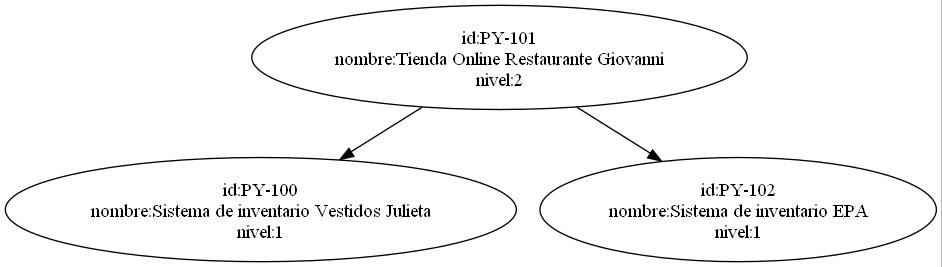 id:PY-101
nombre:Tienda Online Restaurante Giovanni
nivel:2
id:PY-100
nombre:Sistema de inventario Vestidos Julieta
nivel:1
id:PY-102
nombre:Sistema de inventario EPA
nivel:1